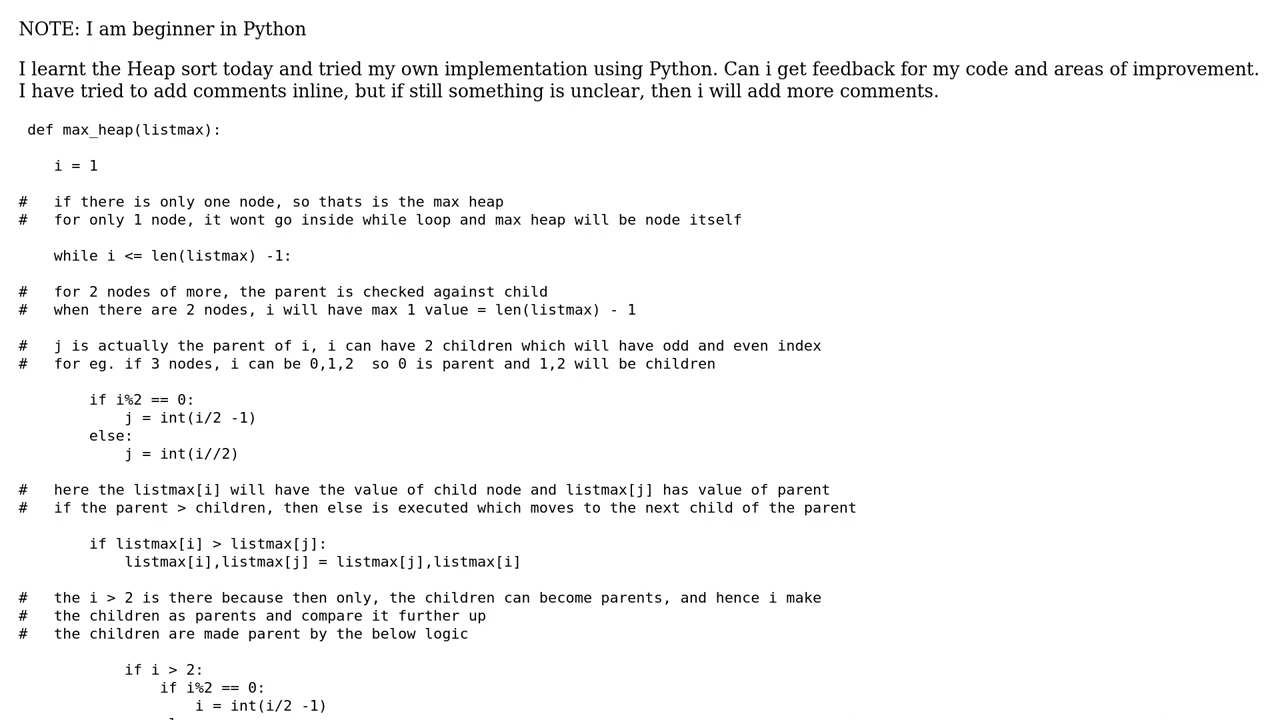 NOTE: I am beginner in Python
I learnt the Heap sort today and tried my own implementation using Python. Can i get feedback for my code and areas of improvement.
I have tried to add comments inline, but if still something is unclear, then i will add more comments.
def max_heap(listmax):
i = 1
#   if there is only one node, so thats is the max heap
#   for only 1 node, it wont go inside while loop and max heap will be node itself
while i <= len(listmax) -1:
#   for 2 nodes of more, the parent is checked against child
#   when there are 2 nodes, i will have max 1 value = len(listmax) - 1
#   j is actually the parent of i, i can have 2 children which will have odd and even index
#   for eg. if 3 nodes, i can be 0,1,2  so 0 is parent and 1,2 will be children
if i%2 == 0:
j = int(i/2 -1)
else:
j = int(i//2)
#   here the listmax[i] will have the value of child node and listmax[j] has value of parent
#   if the parent > children, then else is executed which moves to the next child of the parent
if listmax[i] > listmax[j]:
listmax[i],listmax[j] = listmax[j],listmax[i]
#   the i > 2 is there because then only, the children can become parents, and hence i make
#   the children as parents and compare it further up
#   the children are made parent by the below logic
if i > 2:
if i%2 == 0:
i = int(i/2 -1)